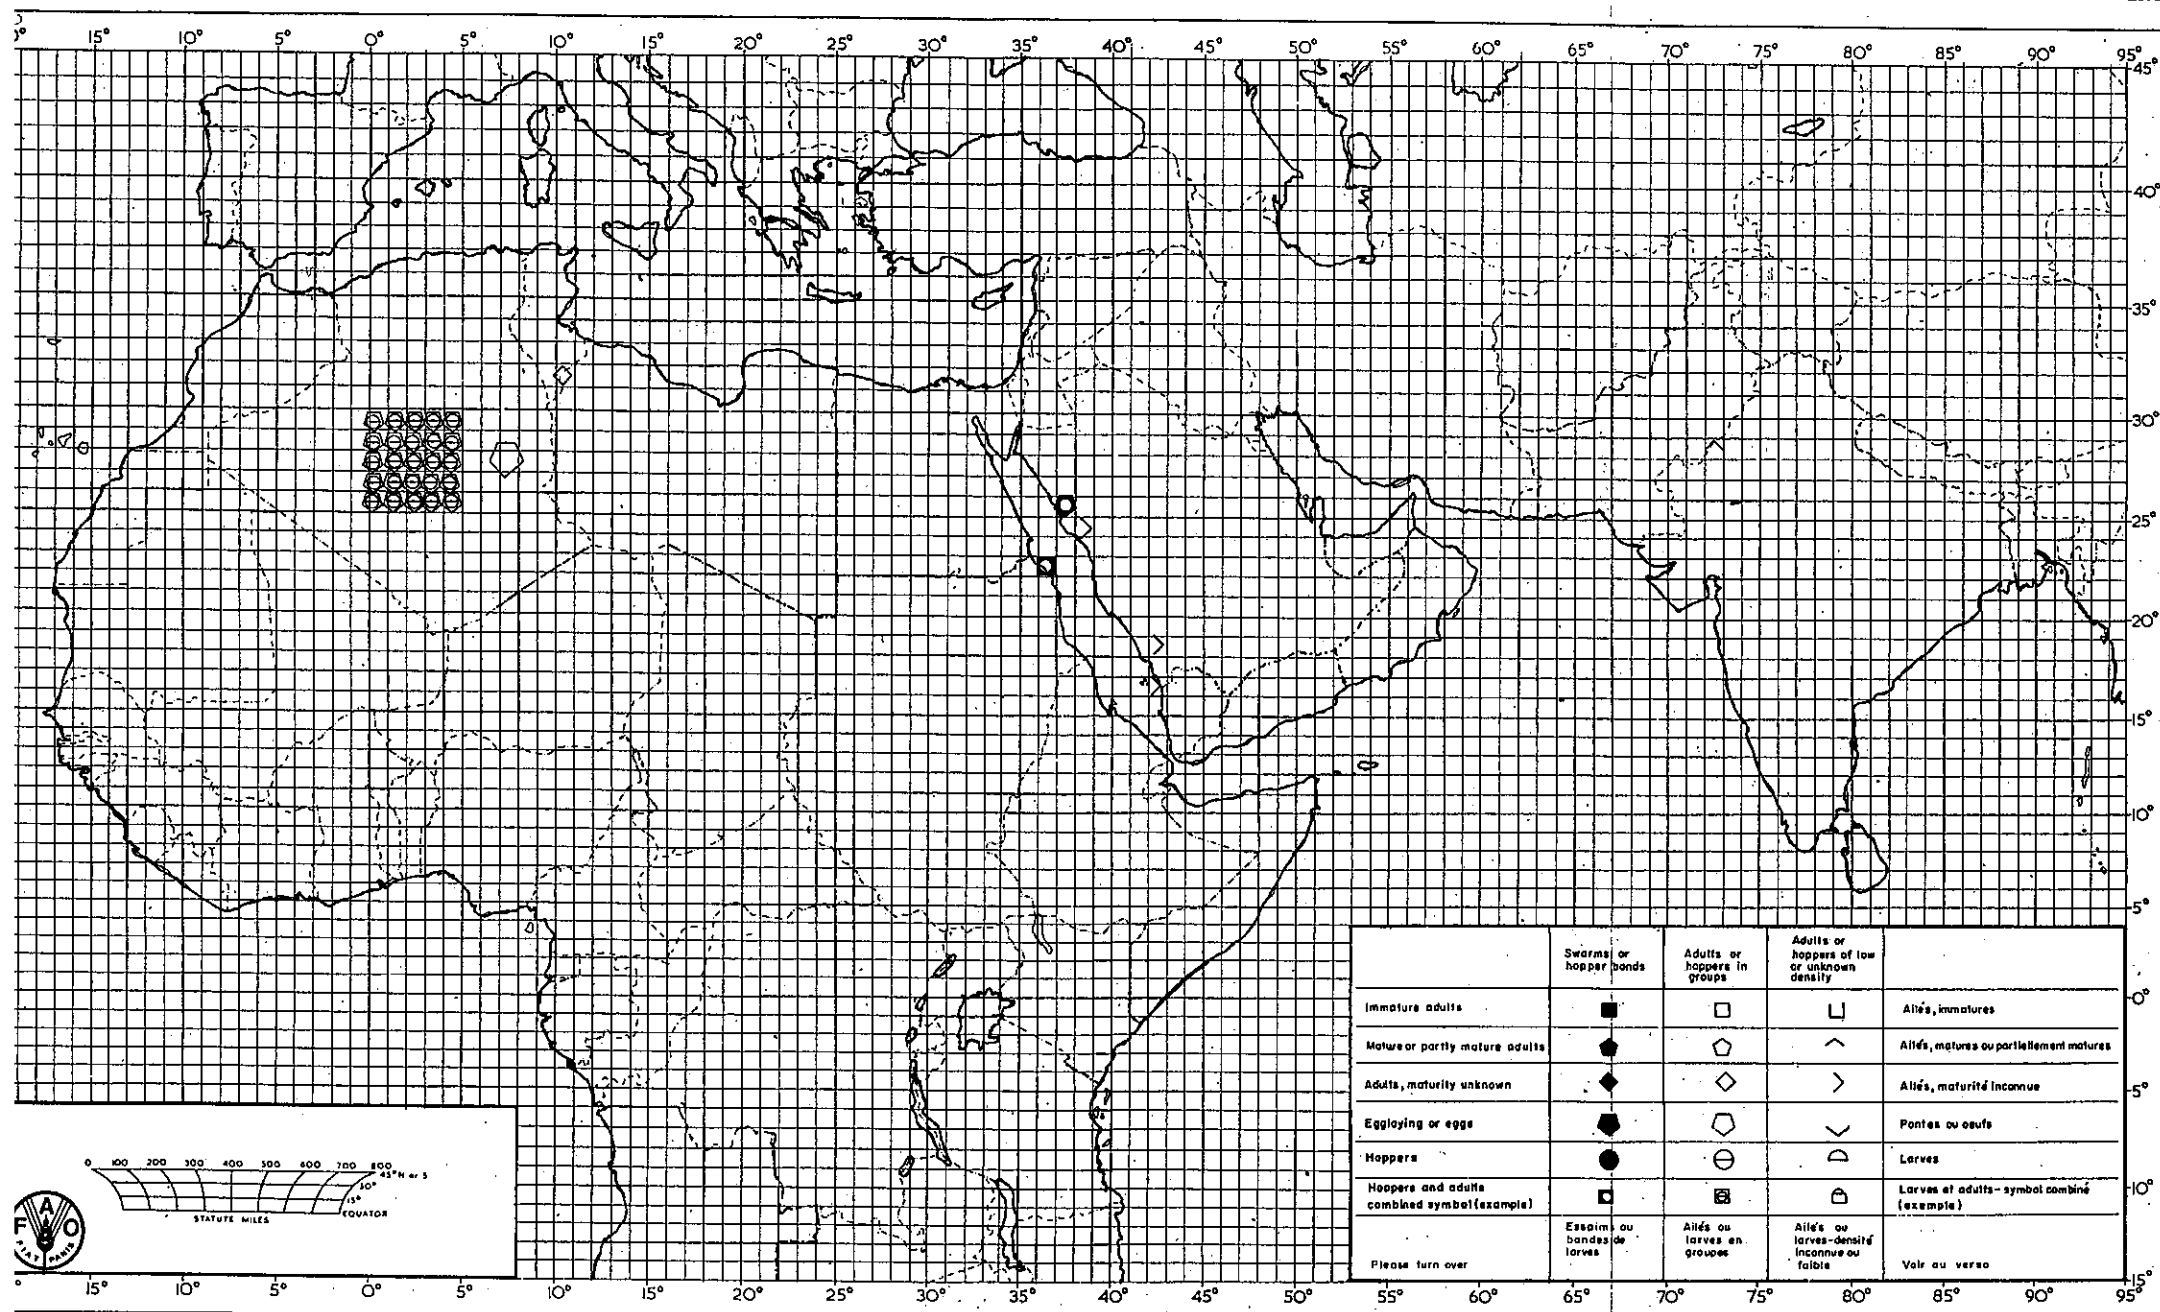 15° 10° 5° 0° 5° 10° 15° 20° 25° 30° 35° 40° 45° 50° 55° 60° 65° 70° 75° 80° 85° 90° 95°
45°
40°
35°
30°
25°
20°
15°
10°
5°
0°
5°
10°
15°
Swarms or hopper bands
Adults or hoppers in groups
Adults or hoppers of low or unknown density
Immature adults
Ailés, immatures
Mature or partly mature adults
Ailés, matures ou partiellement matures
Adults, maturity unknown
Ailés, maturité inconnue
Egglaying or eggs
Pontes ou oeufs
Hoppers
Larves
Hoppers and adults
combined symbol (example)
Larves et adults - symbol combiné
(exemple)
Please turn over
Essaims ou bandes de larves
Ailés ou larves en groupes
Ailés ou larves-densité inconnue ou faible
Voir au verso
0 100 200 300 400 500 600 700 800
45° N or S
30°
15°
EQUATOR
STATUTE MILES
F A O
FIAT PANIS
15° 10° 5° 0° 5° 10° 15° 20° 25° 30° 35° 40° 45° 50° 55° 60° 65° 70° 75° 80° 85° 90° 95°